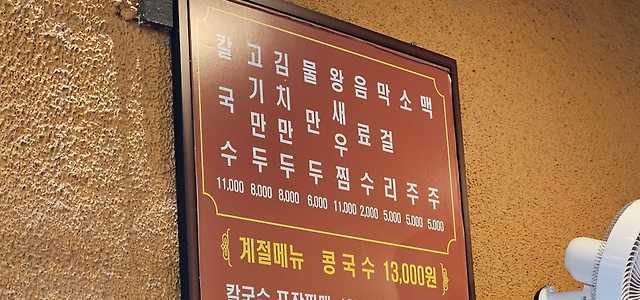 칼국수 11,000
고기만두 8,000
김치만두 8,000
물만두 6,000
왕새우찜 11,000
음료수 2,000
막걸리 5,000
소주 5,000
맥주 5,000
계절메뉴 콩국수 13,000원
칼국수